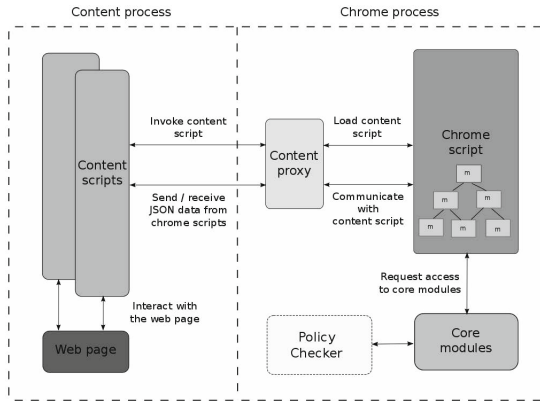 Content process
Chrome process
Content
scripts
Invoke content
script
Send / receive
JSON data from
chrome scripts
Interact with
the web page
Web page
Content
proxy
Load content
script
Communicate
with
content script
Chrome
script
m
m
m
m
m
m
Request access
to core modules
Policy
Checker
Core
modules